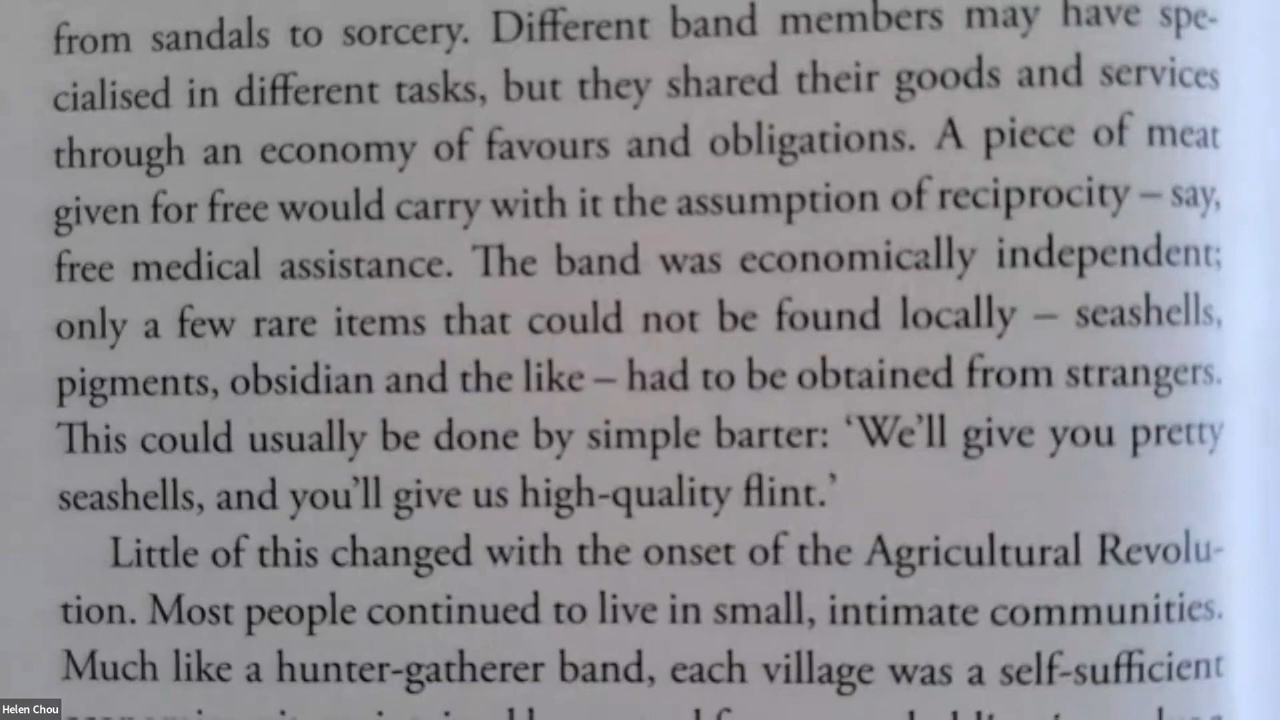 from sandals to sorcery. Different band members may have spe-
cialised in different tasks, but they shared their goods and services
through an economy of favours and obligations. A piece of meat
given for free would carry with it the assumption of reciprocity – say,
free medical assistance. The band was economically independent;
only a few rare items that could not be found locally – seashells,
pigments, obsidian and the like – had to be obtained from strangers.
This could usually be done by simple barter: ‘We’ll give you pretty
seashells, and you’ll give us high-quality flint.’
Little of this changed with the onset of the Agricultural Revolu-
tion. Most people continued to live in small, intimate communities.
Much like a hunter-gatherer band, each village was a self-sufficient
Helen Chou